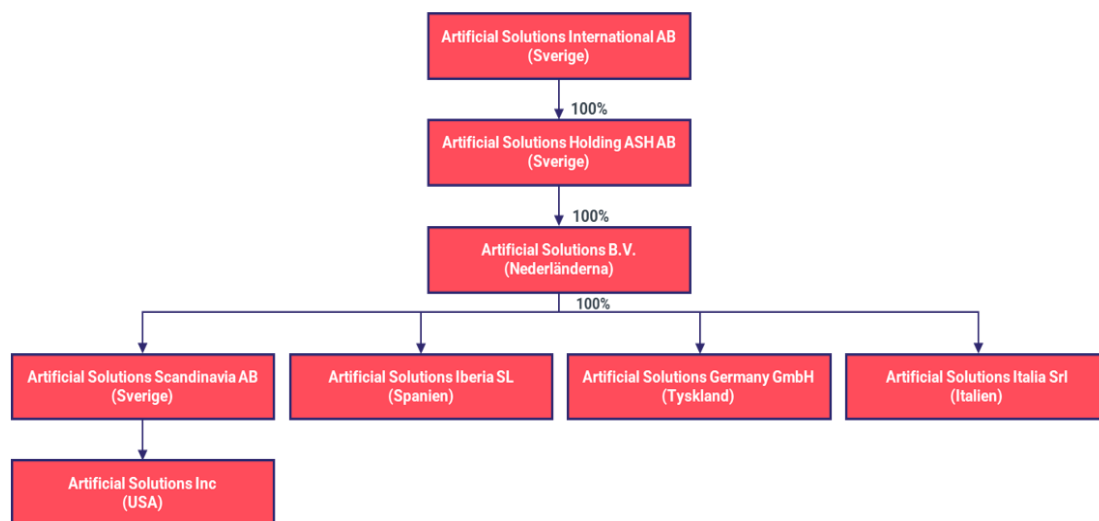 Artificial Solutions International AB
(Sverige)
100%
Artificial Solutions Holding ASH AB
(Sverige)
100%
Artificial Solutions B.V.
(Nederländerna)
100%
Artificial Solutions Scandinavia AB
(Sverige)
Artificial Solutions Iberia SL
(Spanien)
Artificial Solutions Germany GmbH
(Tyskland)
Artificial Solutions Italia Srl
(Italien)
Artificial Solutions Inc
(USA)